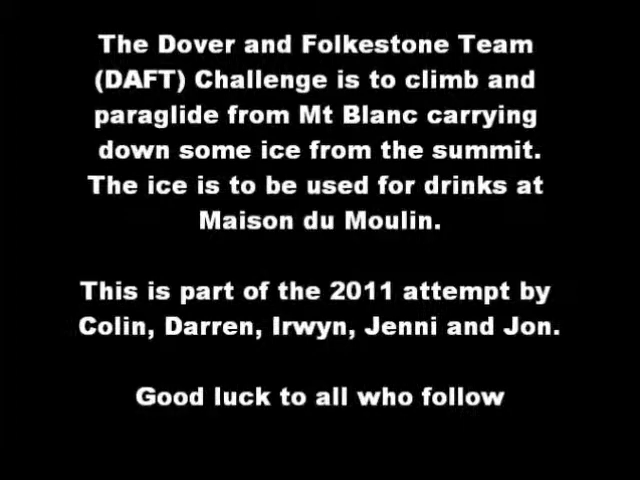 The Dover and Folkestone Team
(DAFT) Challenge is to climb and
paraglide from Mt Blanc carrying
down some ice from the summit.
The ice is to be used for drinks at
Maison du Moulin.
This is part of the 2011 attempt by
Colin, Darren, Irwyn, Jenni and Jon.
Good luck to all who follow